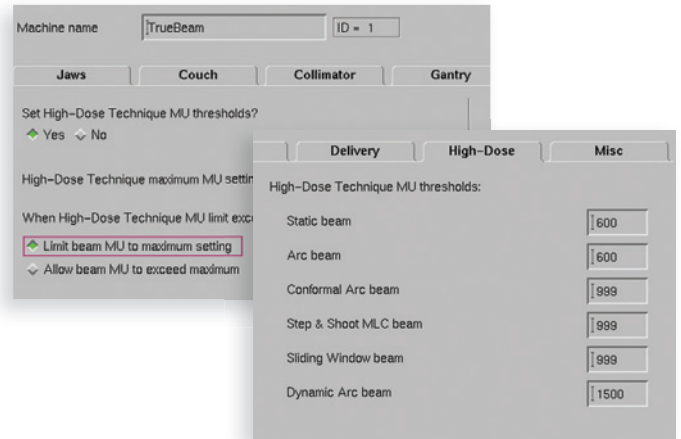 Machine name TrueBeam ID = 1
Jaws Couch Collimator Gantry
Set High-Dose Technique MU thresholds?
Yes No
High-Dose Technique maximum MU settin
When High-Dose Technique MU limit exc
Limit beam MU to maximum setting
Allow beam MU to exceed maximum
Delivery High-Dose Misc
High-Dose Technique MU thresholds:
Static beam 600
Arc beam 600
Conformal Arc beam 999
Step & Shoot MLC beam 999
Sliding Window beam 999
Dynamic Arc beam 1500